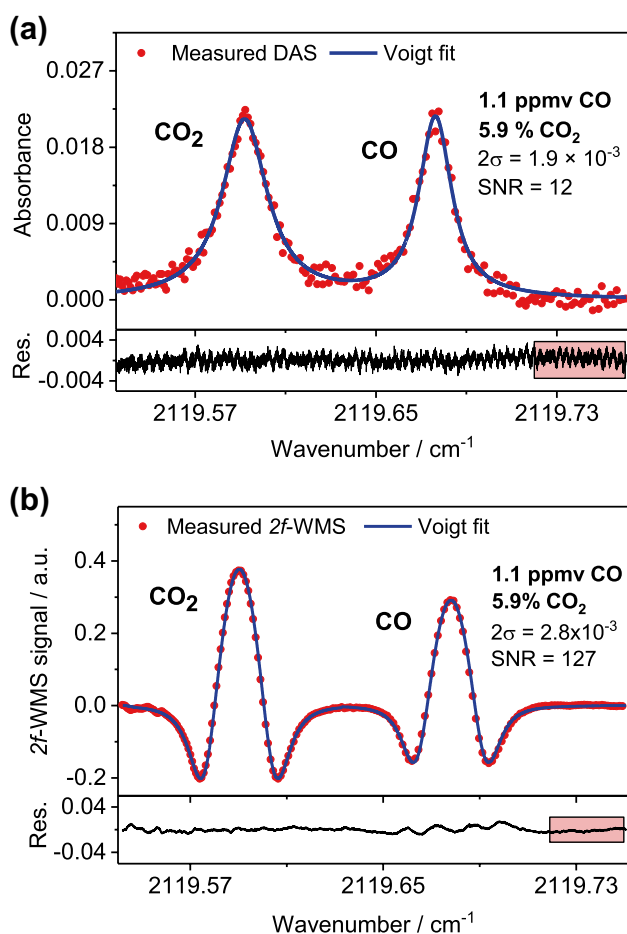 (a)
Measured DAS Voigt fit
0.027
0.018
0.009
0.000
Absorbance
CO₂
CO
1.1 ppmv CO
5.9 % CO₂
2σ = 1.9 × 10⁻³
SNR = 12
0.004
-0.004
Res.
2119.57 2119.65 2119.73
Wavenumber / cm⁻¹
(b)
Measured 2f-WMS Voigt fit
0.4
0.2
0.0
-0.2
2f-WMS signal / a.u.
CO₂
CO
1.1 ppmv CO
5.9% CO₂
2σ = 2.8x10⁻³
SNR = 127
0.04
-0.04
Res.
2119.57 2119.65 2119.73
Wavenumber / cm⁻¹